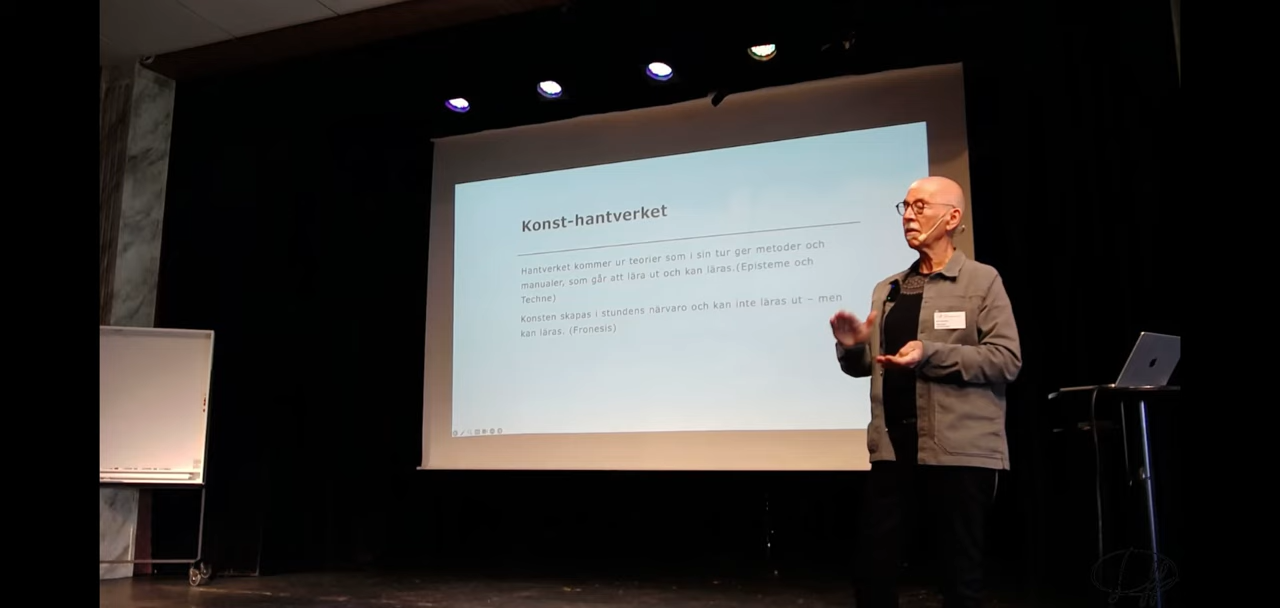 Konst-hantverket
Hantverket kommer ur teorier som i sin tur ger metoder och
manualer, som går att lära ut och kan läras.(Episteme och
Techne)
Konsten skapas i stundens närvaro och kan inte läras ut – men
kan läras. (Fronesis)